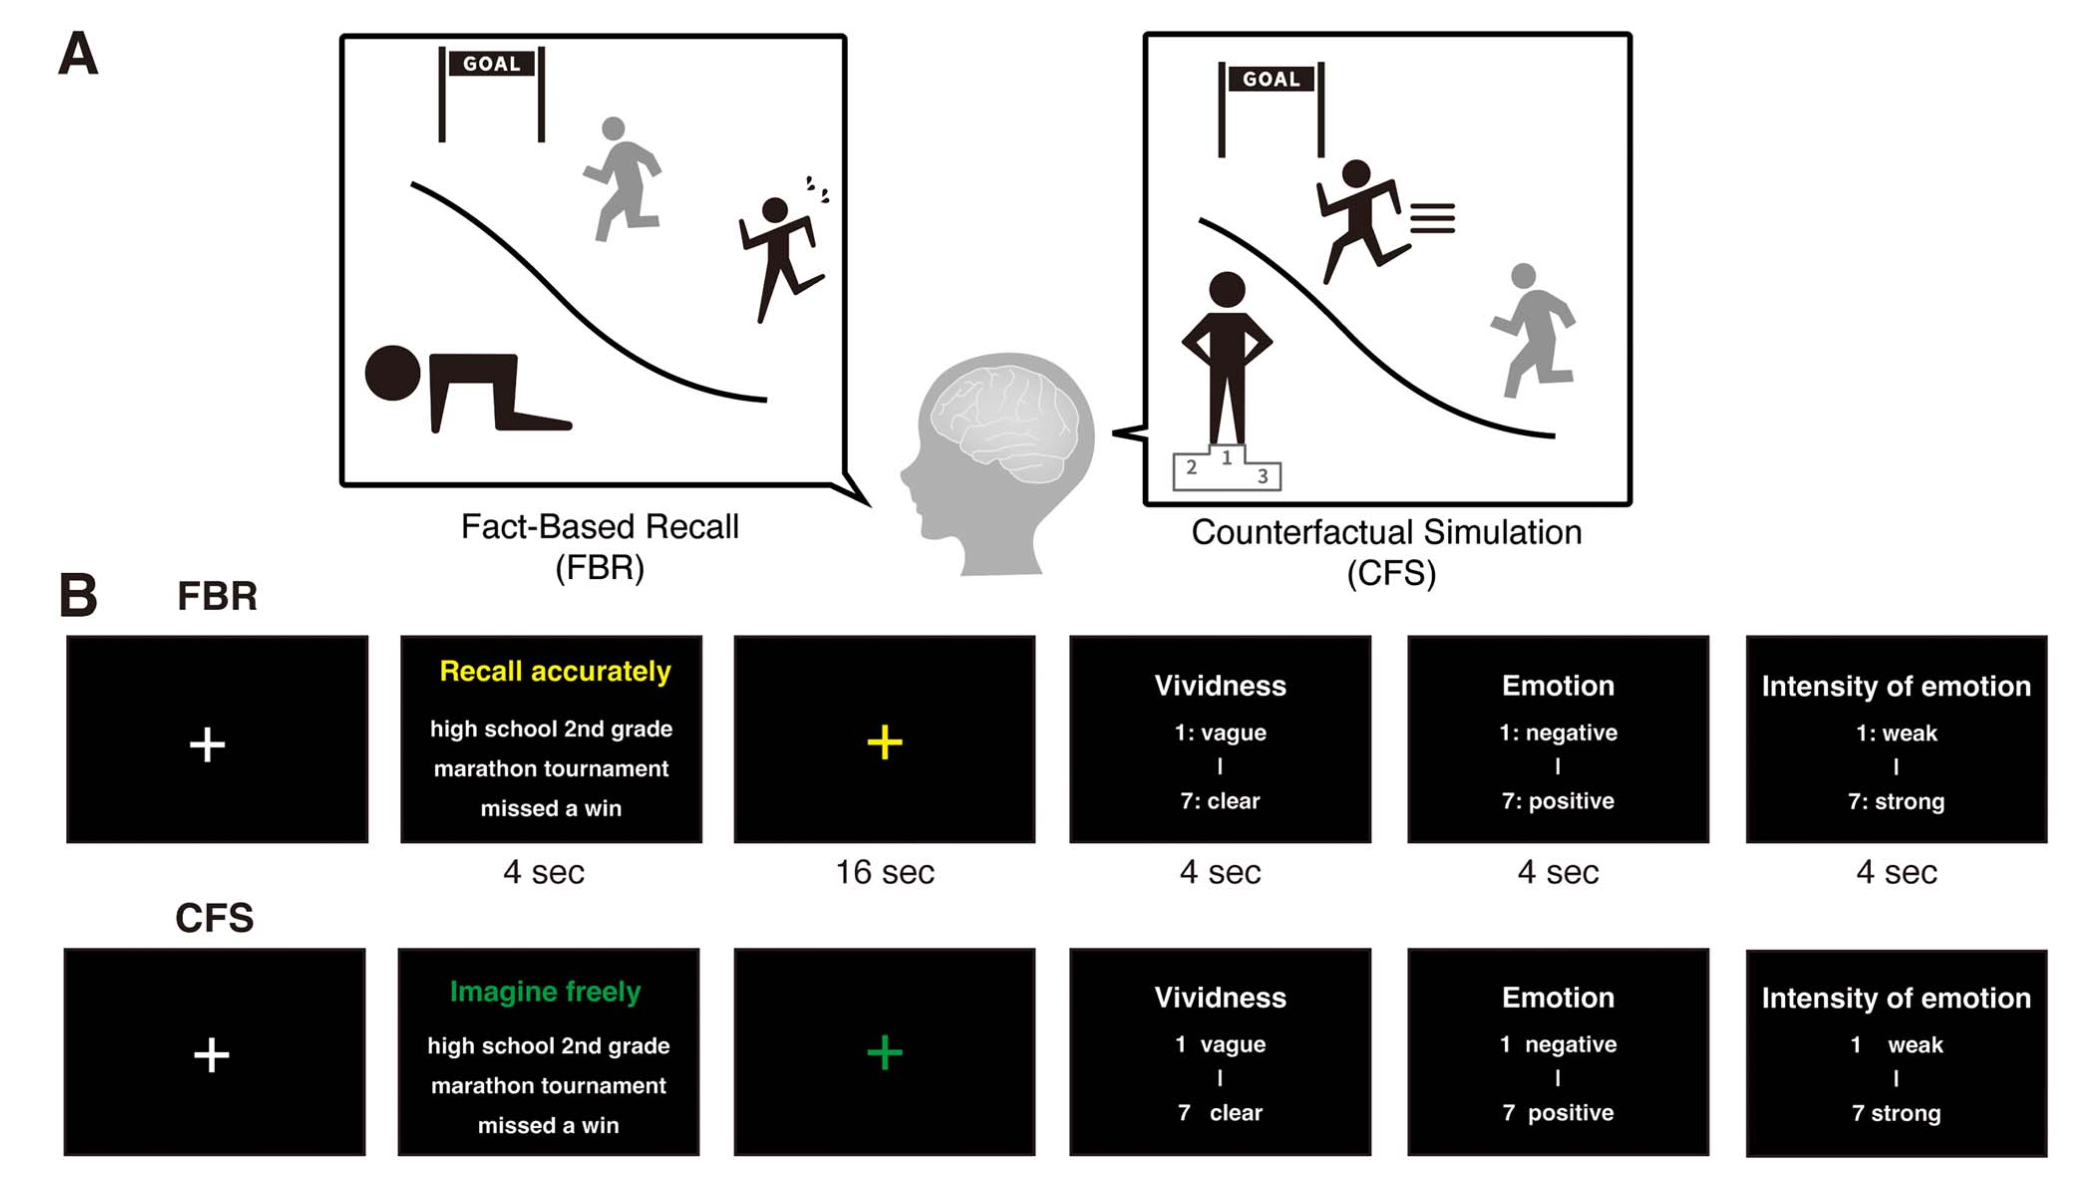 A
GOAL
GOAL
2 1 3
Fact-Based Recall
(FBR)
Counterfactual Simulation
(CFS)
B
FBR
+
Recall accurately
high school 2nd grade
marathon tournament
missed a win
+
Vividness
1: vague
|
7: clear
Emotion
1: negative
|
7: positive
Intensity of emotion
1: weak
|
7: strong
4 sec
16 sec
4 sec
4 sec
4 sec
CFS
+
Imagine freely
high school 2nd grade
marathon tournament
missed a win
+
Vividness
1 vague
|
7 clear
Emotion
1 negative
|
7 positive
Intensity of emotion
1 weak
|
7 strong